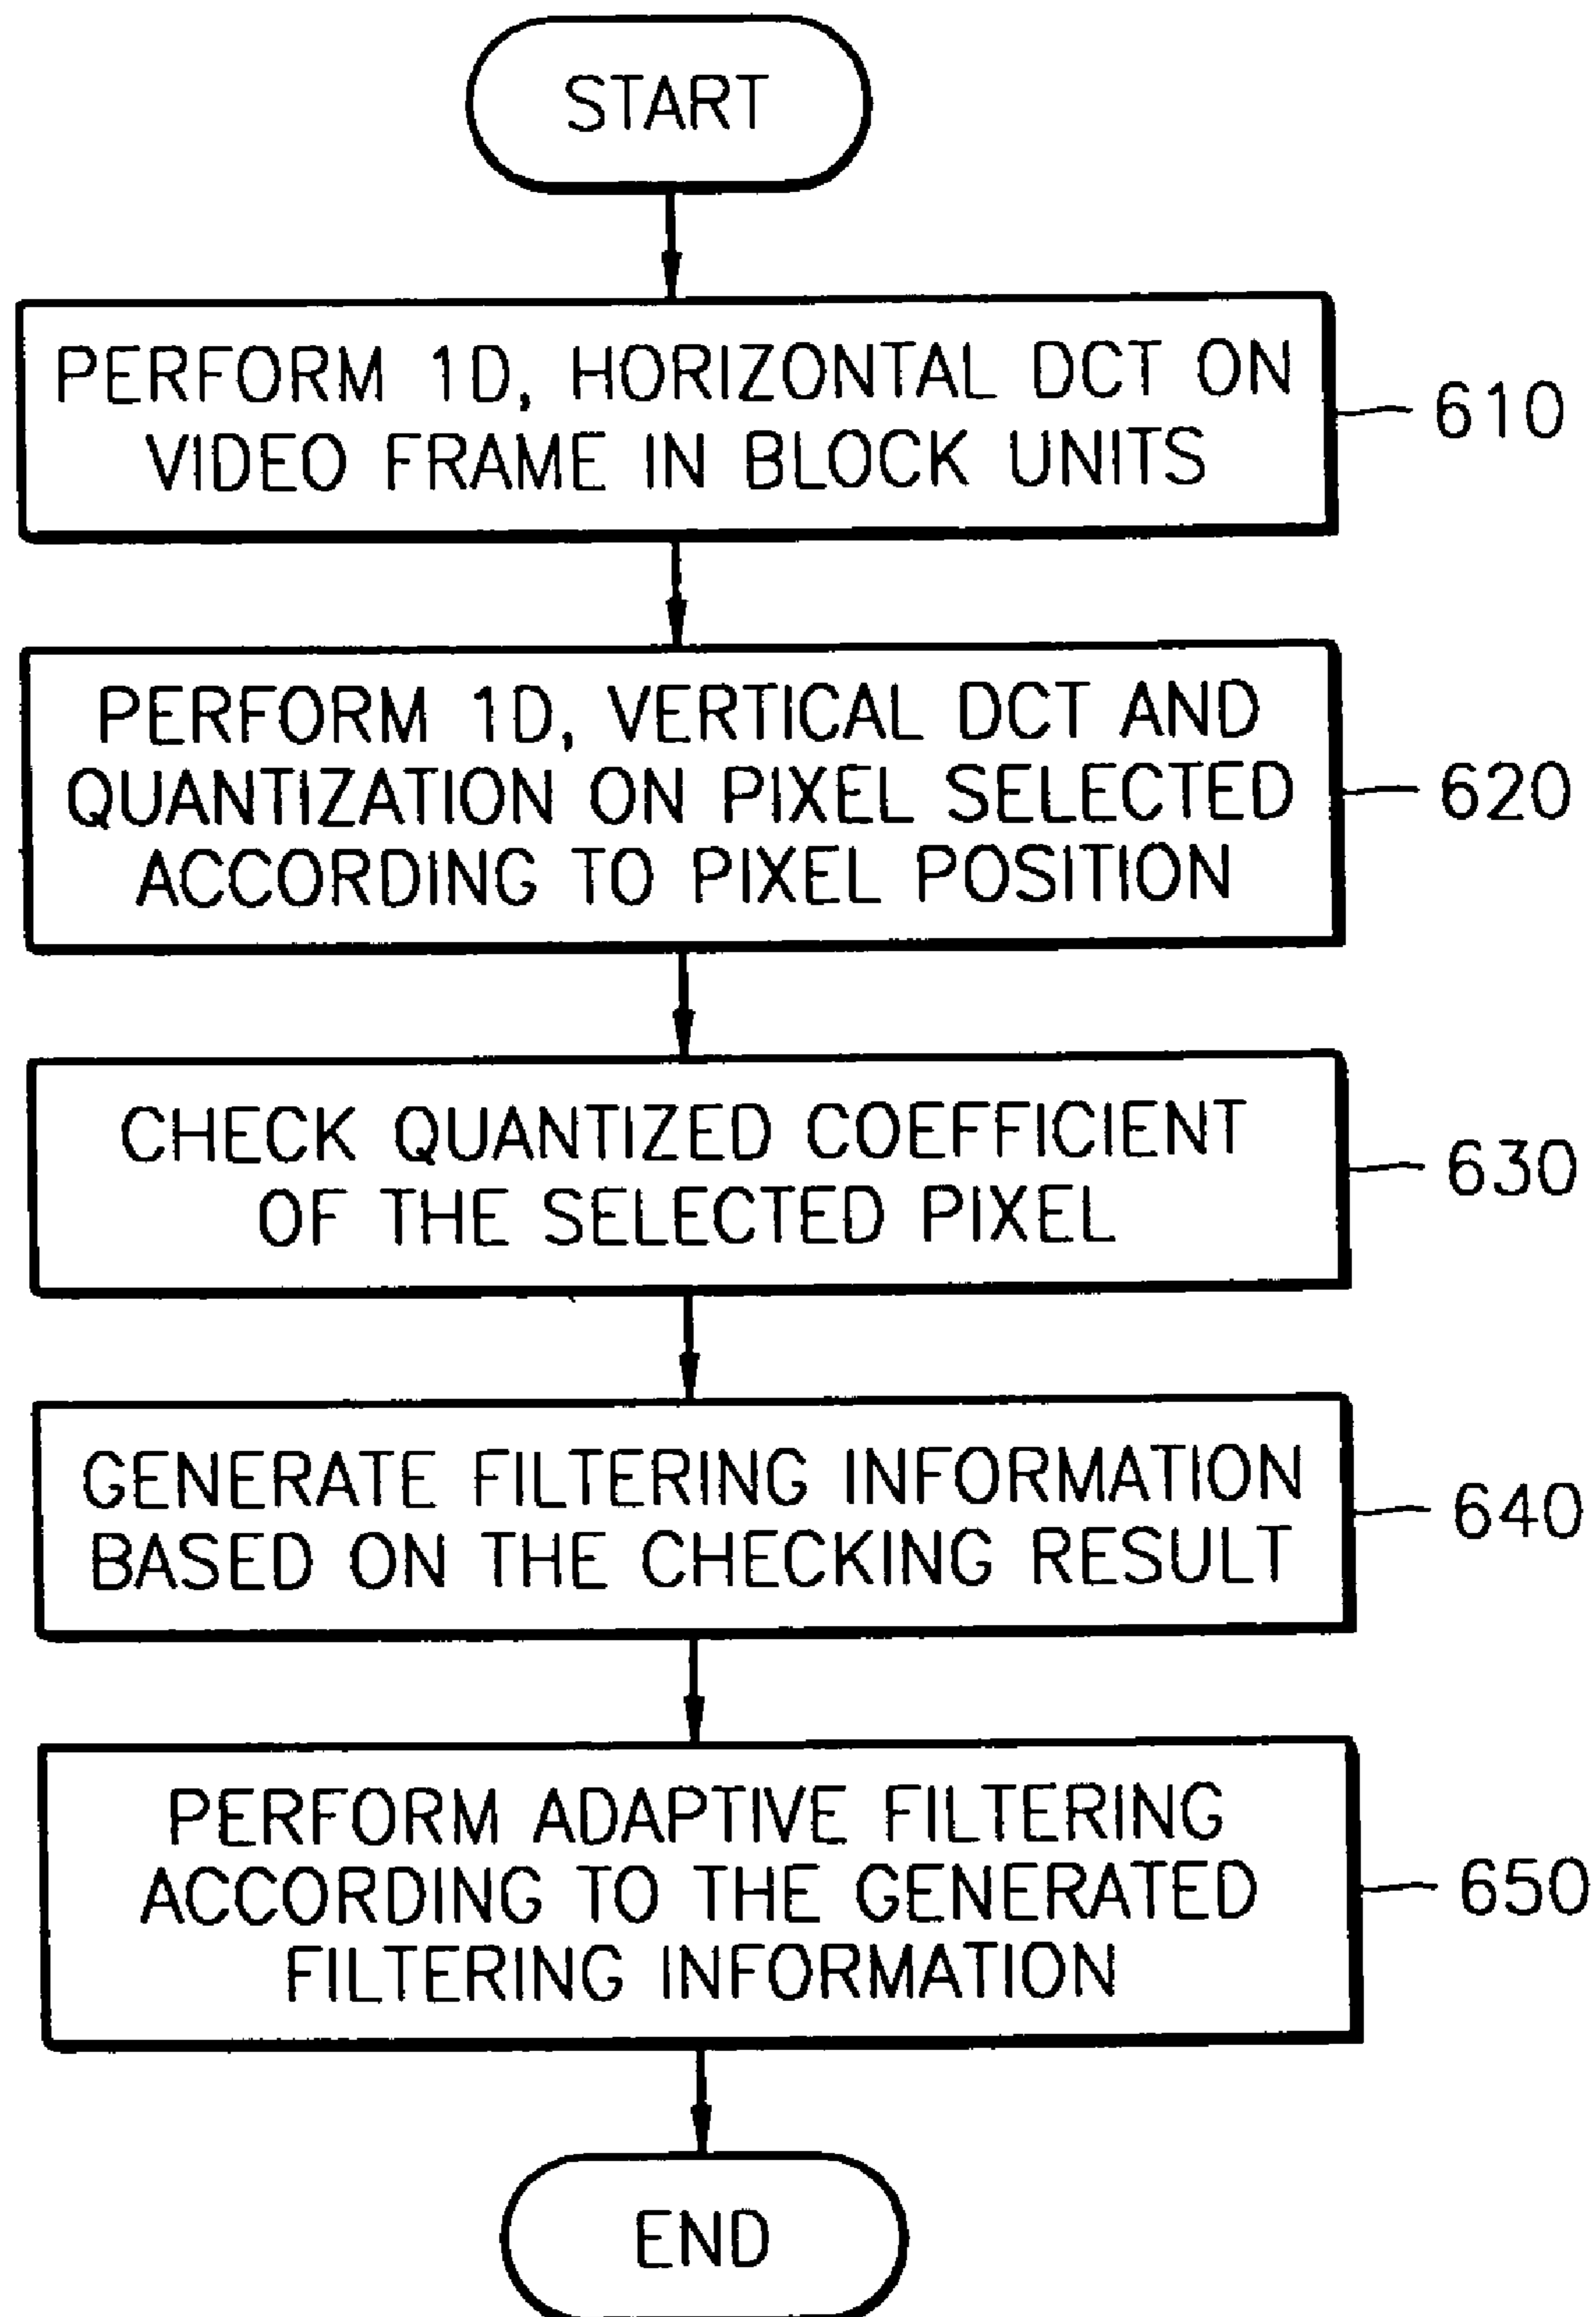 START
PERFORM 1D, HORIZONTAL DCT ON
VIDEO FRAME IN BLOCK UNITS
610
PERFORM 1D, VERTICAL DCT AND
QUANTIZATION ON PIXEL SELECTED
ACCORDING TO PIXEL POSITION
620
CHECK QUANTIZED COEFFICIENT
OF THE SELECTED PIXEL
630
GENERATE FILTERING INFORMATION
BASED ON THE CHECKING RESULT
640
PERFORM ADAPTIVE FILTERING
ACCORDING TO THE GENERATED
FILTERING INFORMATION
650
END